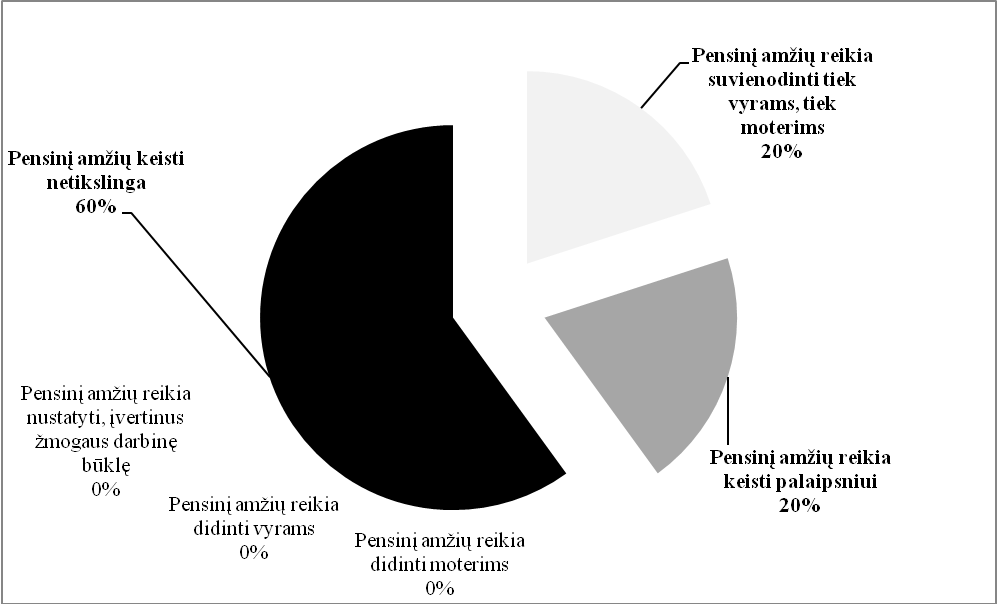 Pensinį amžių reikia
suvienodinti tiek
vyrams, tiek
moterims
20%
Pensinį amžių keisti
netikslinga
60%
Pensinį amžių reikia
nustatyti, įvertinus
žmogaus darbinę
būklę
0%
Pensinį amžių reikia
didinti vyrams
0%
Pensinį amžių reikia
didinti moterims
0%
Pensinį amžių reikia
keisti palaipsniui
20%